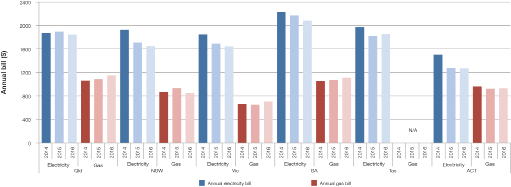 Annual bill ($)
2400
2000
1600
1200
800
400
0
N/A
2014 2015 2016 2014 2015 2016 2014 2015 2016 2014 2015 2016 2014 2015 2016 2014 2015 2016 2014 2015 2016 2014 2015 2016 2014 2015 2016 2014 2015 2016 2014 2015 2016 2014 2015 2016
Electricity Gas Electricity Gas Electricity Gas Electricity Gas Electricity Gas Electricity Gas
Qld NSW Vic SA Tas ACT
Annual electricity bill Annual gas bill